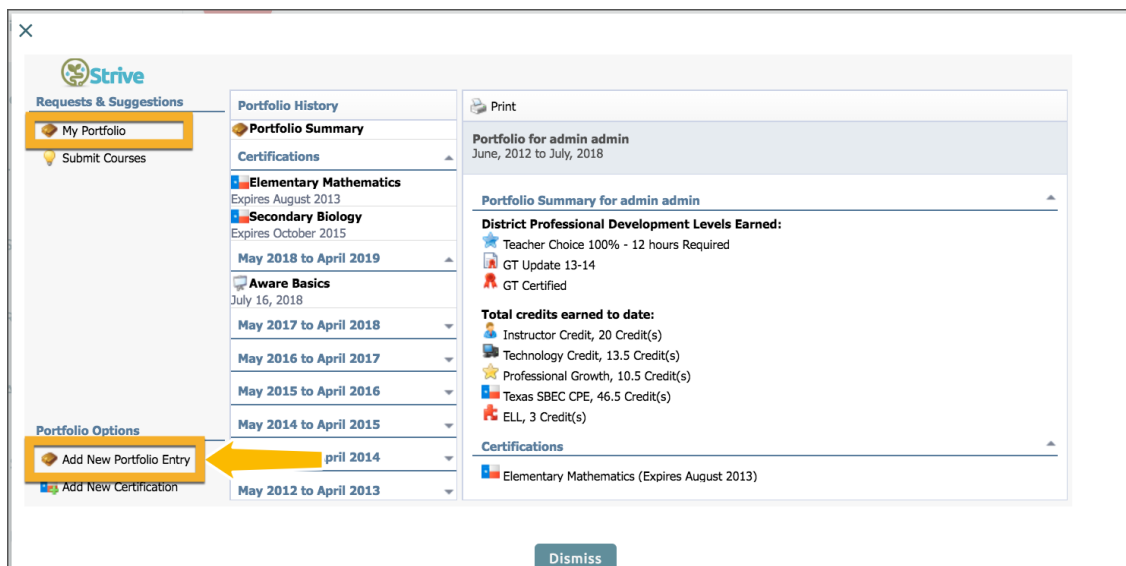 Strive
Requests & Suggestions
My Portfolio
Submit Courses
Portfolio Options
Add New Portfolio Entry
Add New Certification
Portfolio History
Portfolio Summary
Certifications
Elementary Mathematics
Expires August 2013
Secondary Biology
Expires October 2015
May 2018 to April 2019
Aware Basics
July 16, 2018
May 2017 to April 2018
May 2016 to April 2017
May 2015 to April 2016
May 2014 to April 2015
pril 2014
May 2012 to April 2013
Print
Portfolio for admin admin
June, 2012 to July, 2018
Portfolio Summary for admin admin
District Professional Development Levels Earned:
Teacher Choice 100% - 12 hours Required
GT Update 13-14
GT Certified
Total credits earned to date:
Instructor Credit, 20 Credit(s)
Technology Credit, 13.5 Credit(s)
Professional Growth, 10.5 Credit(s)
Texas SBEC CPE, 46.5 Credit(s)
ELL, 3 Credit(s)
Certifications
Elementary Mathematics (Expires August 2013)
Dismiss